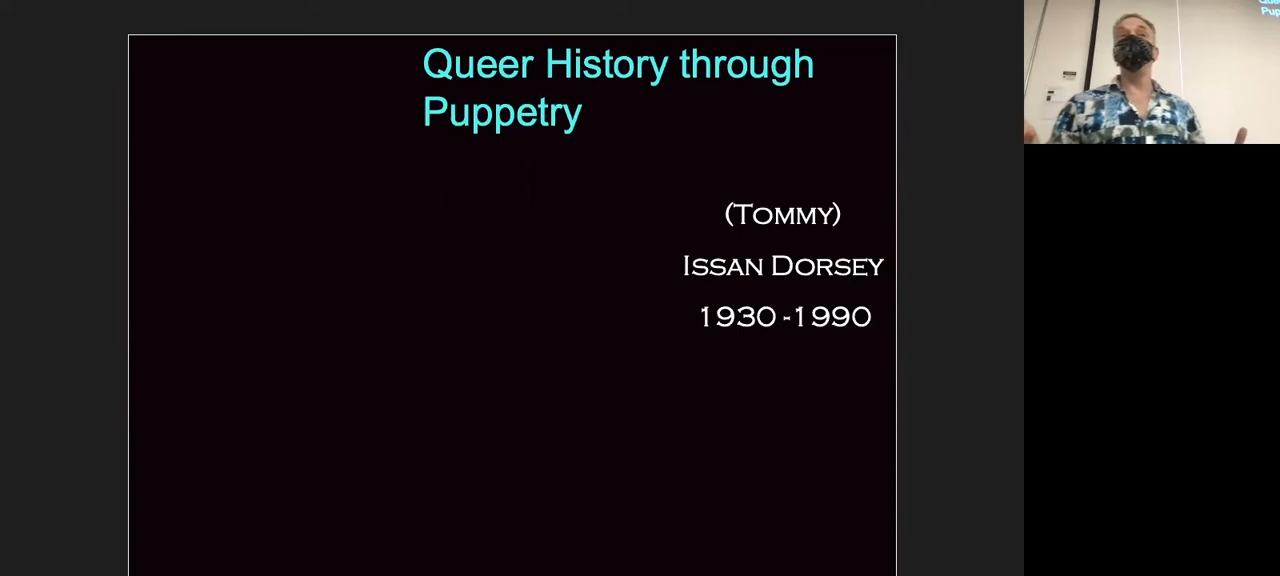 Queer History through
Puppetry
(Tommy)
Issan Dorsey
1930 -1990